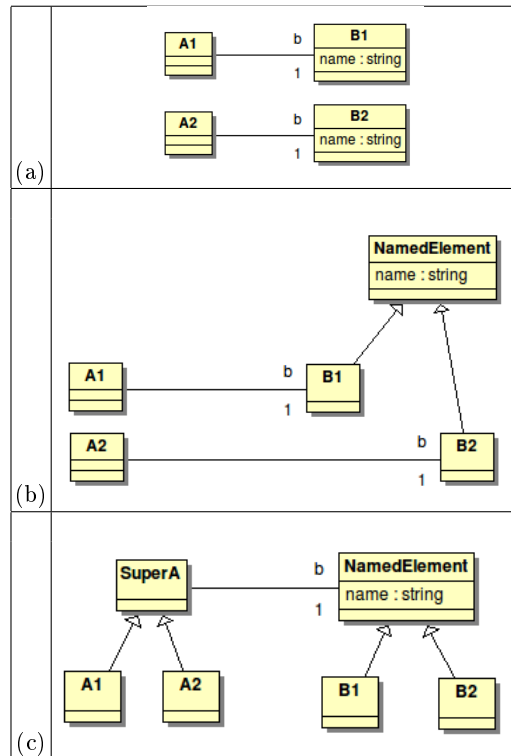 A1
b
1
B1
name : string
A2
b
1
B2
name : string
(a)
NamedElement
name : string
A1
b
1
B1
A2
b
1
B2
(b)
SuperA
b
1
NamedElement
name : string
A1
A2
B1
B2
(c)